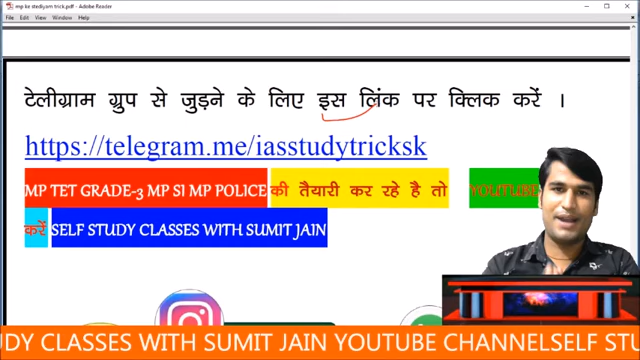 mp ke stediyam trick.pdf - Adobe Reader
File Edit View Window Help
टेलीग्राम ग्रुप से जुड़ने के लिए इस लिंक पर क्लिक करें ।
https://telegram.me/iasstudytricksk
MP TET GRADE-3 MP SI MP POLICE की तैयारी कर रहे है तो YOUTUBE
करें SELF STUDY CLASSES WITH SUMIT JAIN
UDY CLASSES WITH SUMIT JAIN YOUTUBE CHANNELSELF STU